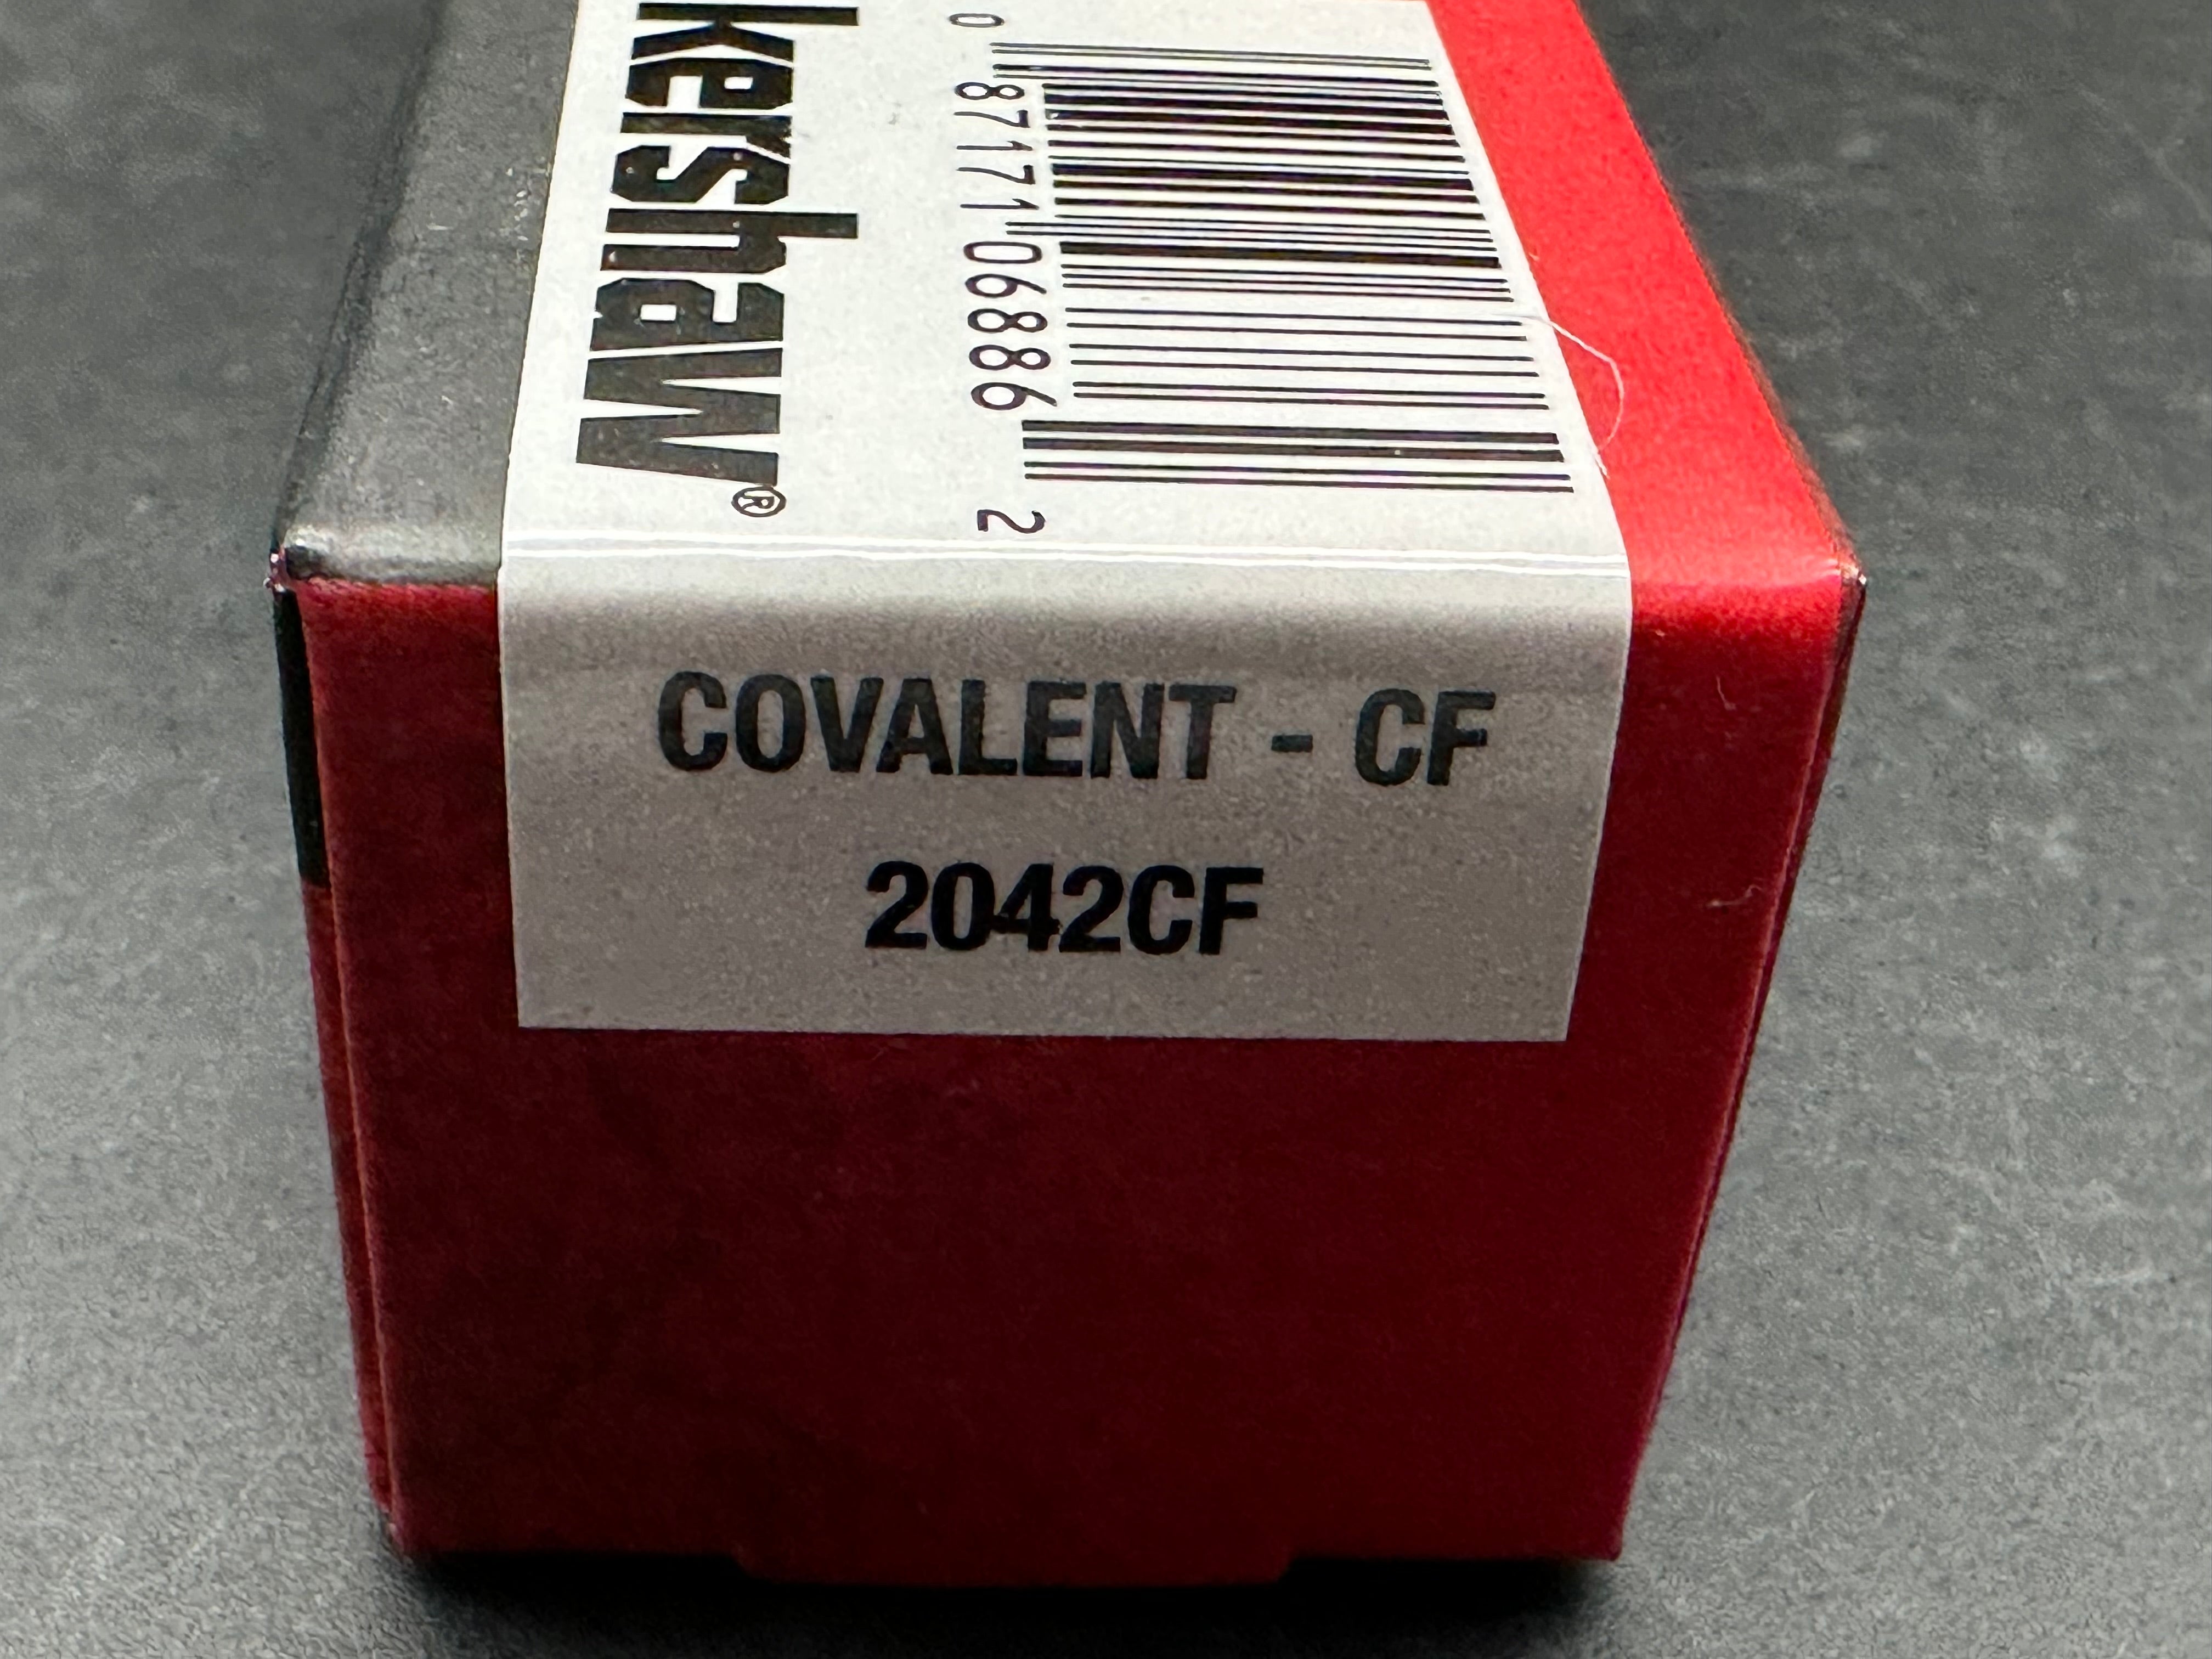 kershaw®
0 87171 06886 2
COVALENT - CF
2042CF